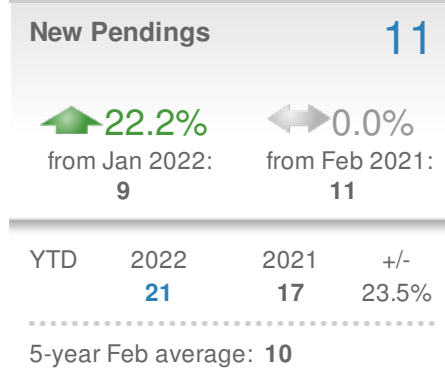 New Pendings 11
22.2% 0.0%
from Jan 2022: from Feb 2021:
9 11
YTD 2022 2021 +/-
21 17 23.5%
5-year Feb average: 10